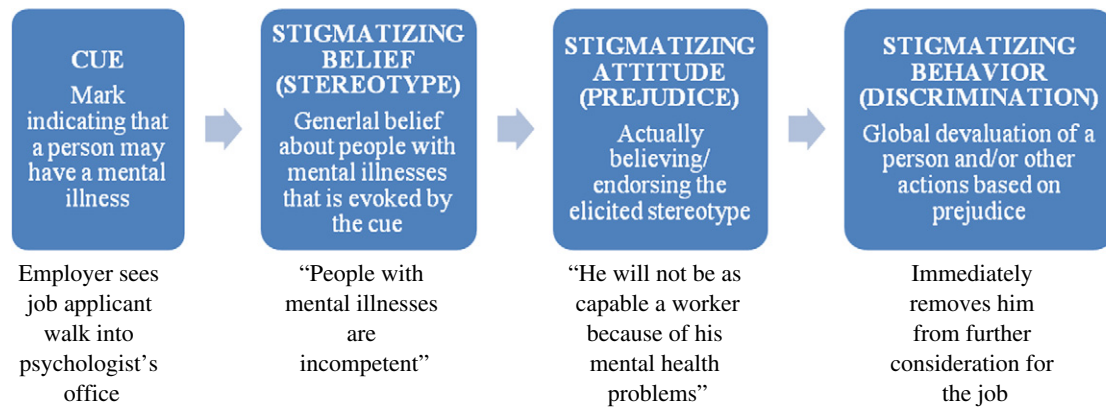 CUE
Mark
indicating that
a person may
have a mental
illness
STIGMATIZING
BELIEF
(STEREOTYPE)
Generlal belief
about people with
mental illnesses
that is evoked by
the cue
STIGMATIZING
ATTITUDE
(PREJUDICE)
Actually
believing/
endorsing the
elicited stereotype
STIGMATIZING
BEHAVIOR
(DISCRIMINATION)
Global devaluation of a
person and/or other
actions based on
prejudice
Employer sees
job applicant
walk into
psychologist’s
office
“People with
mental illnesses
are
incompetent”
“He will not be as
capable a worker
because of his
mental health
problems”
Immediately
removes him
from further
consideration for
the job